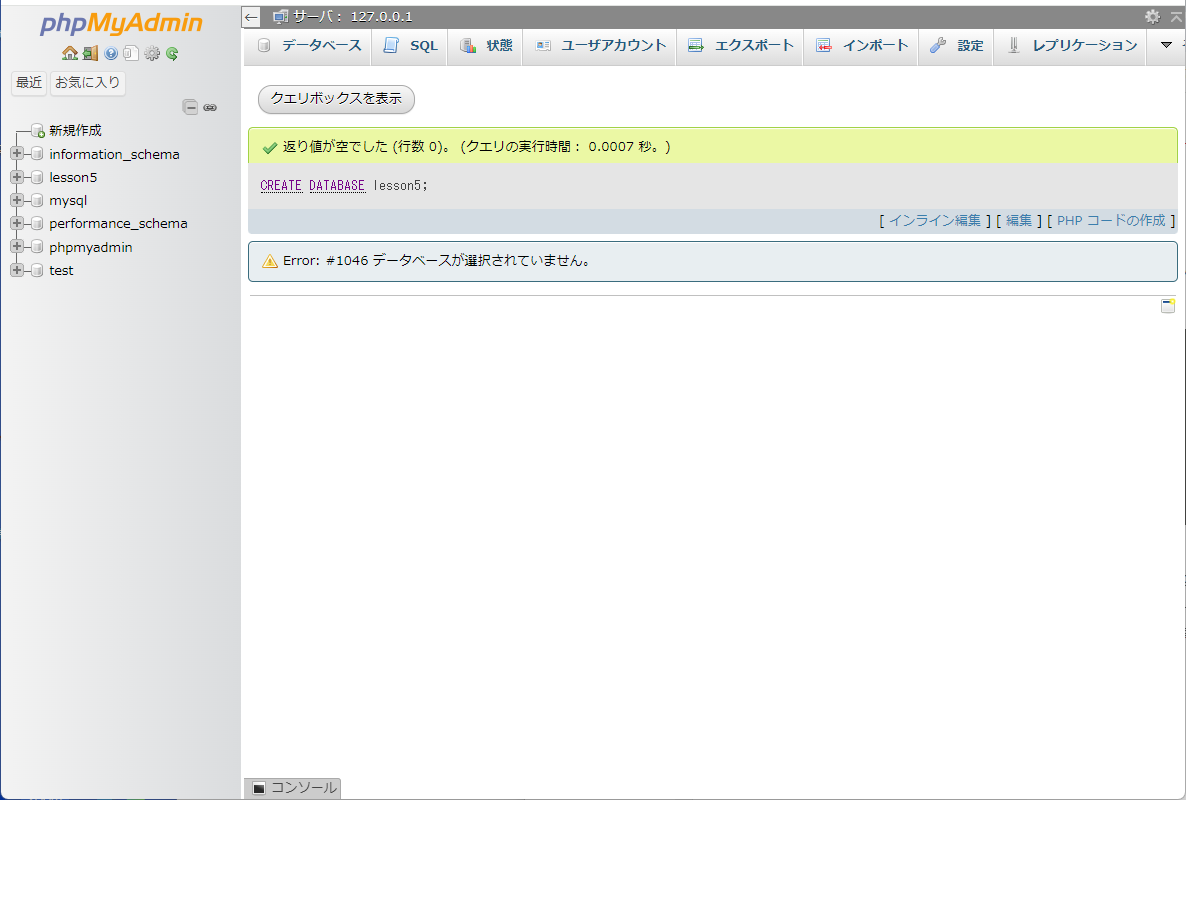 phpMyAdmin
最近 お気に入り
新規作成
information_schema
lesson5
mysql
performance_schema
phpmyadmin
test
サーバ： 127.0.0.1
データベース SQL 状態 ユーザアカウント エクスポート インポート 設定 レプリケーション
クエリボックスを表示
返り値が空でした (行数 0)。 (クエリの実行時間： 0.0007 秒。)
CREATE DATABASE lesson5;
[ インライン編集 ] [ 編集 ] [ PHP コードの作成 ]
Error: #1046 データベースが選択されていません。
コンソール